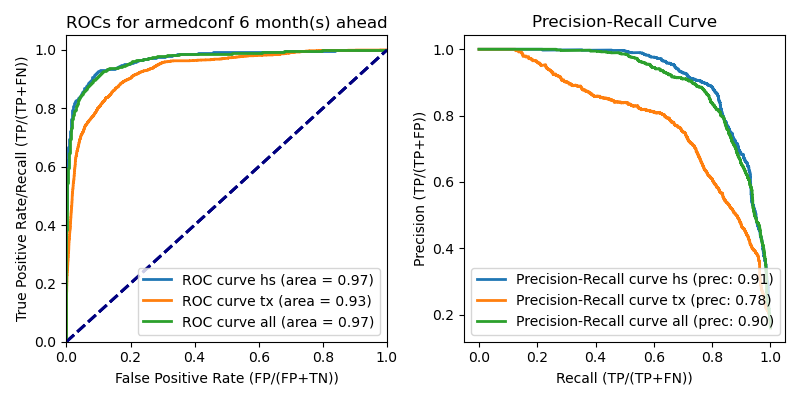 ROCs for armedconf 6 month(s) ahead
True Positive Rate/Recall (TP/(TP+FN))
1.0
0.8
0.6
0.4
0.2
0.0
ROC curve hs (area = 0.97)
ROC curve tx (area = 0.93)
ROC curve all (area = 0.97)
0.0 0.2 0.4 0.6 0.8 1.0
False Positive Rate (FP/(FP+TN))
Precision-Recall Curve
Precision (TP/(TP+FP))
1.0
0.8
0.6
0.4
0.2
Precision-Recall curve hs (prec: 0.91)
Precision-Recall curve tx (prec: 0.78)
Precision-Recall curve all (prec: 0.90)
0.0 0.2 0.4 0.6 0.8 1.0
Recall (TP/(TP+FN))